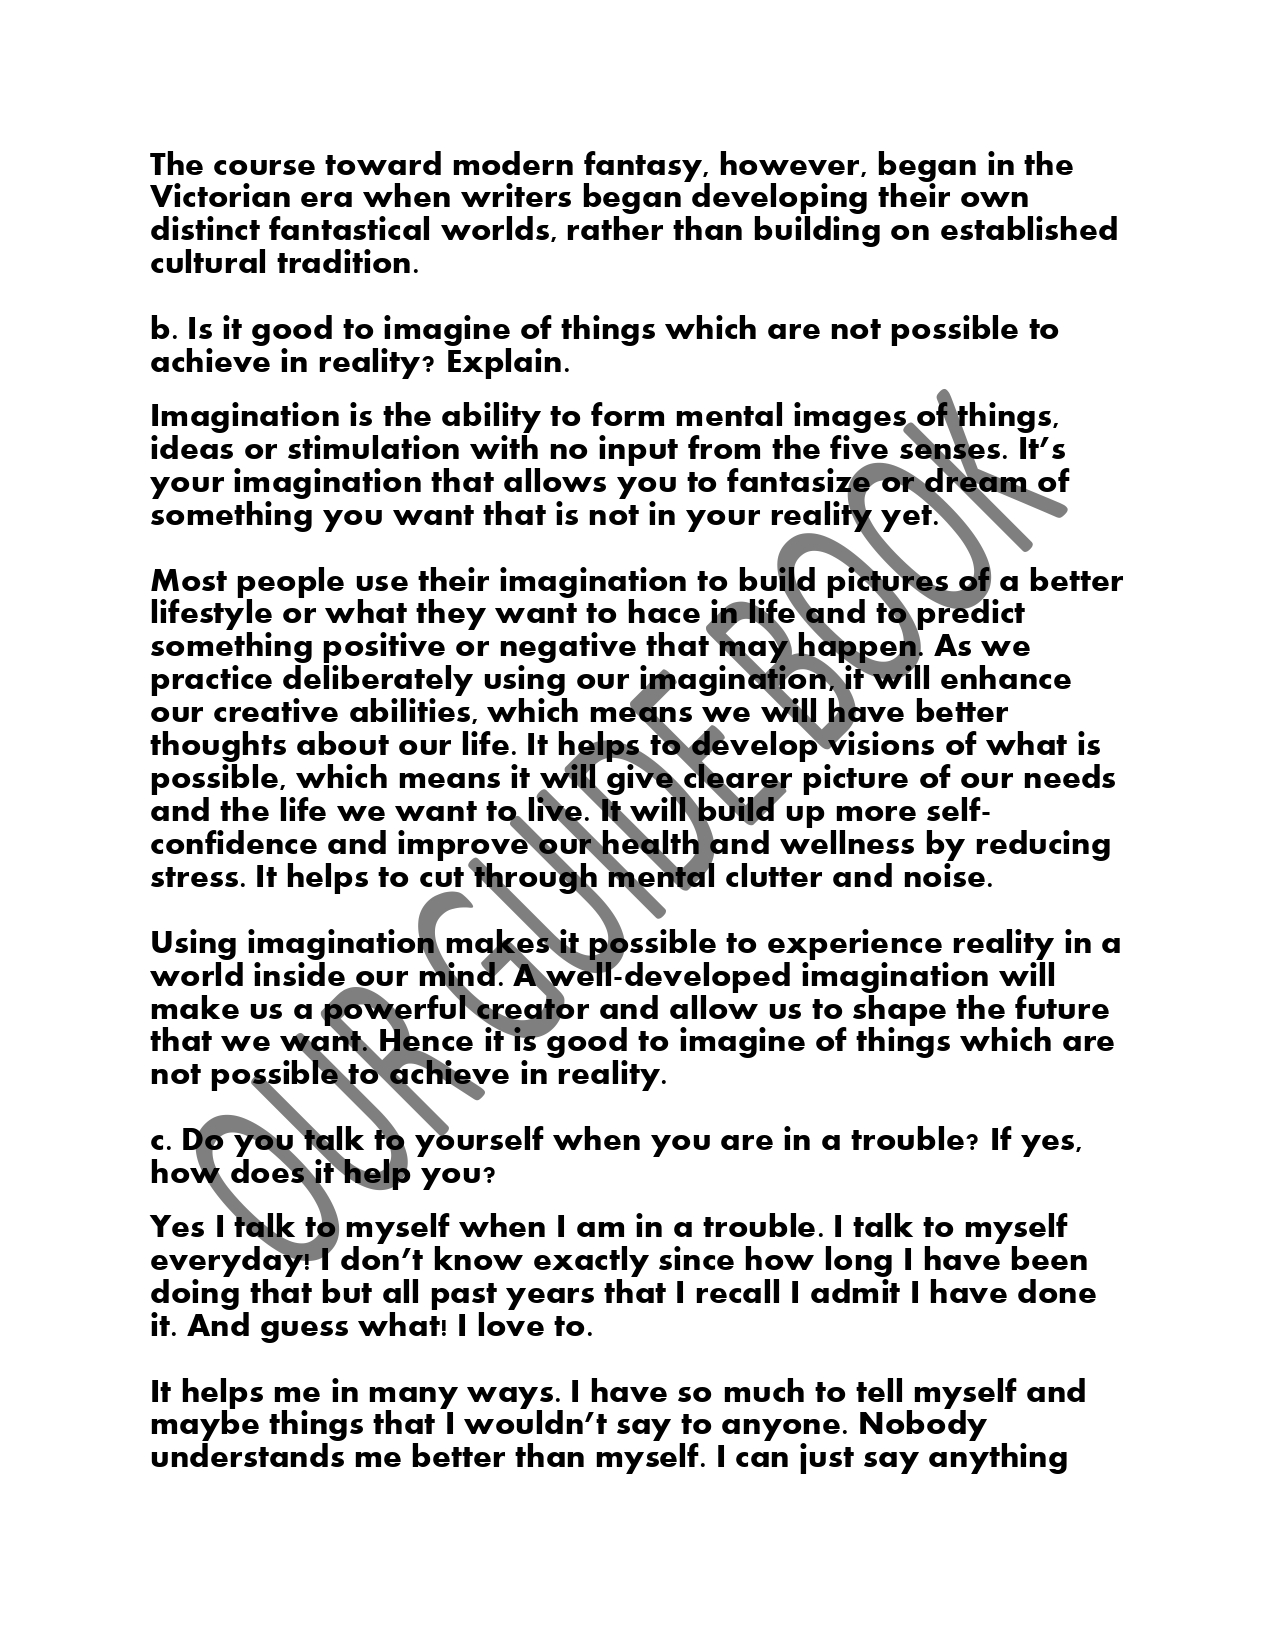 The course toward modern fantasy, however, began in the
Victorian era when writers began developing their own
distinct fantastical worlds, rather than building on established
cultural tradition.
b. Is it good to imagine of things which are not possible to
achieve in reality? Explain.
Imagination is the ability to form mental images of things,
ideas or stimulation with no input from the five senses. It's
your imagination that allows you to fantasize or dream of
something you want that is not in your reality yet.
Most people use their imagination to build pictures of a better
lifestyle or what they want to hace in life and to predict
something positive or negative that may happen. As we
practice deliberately using our imagination, it will enhance
our creative abilities, which means we will have better
thoughts about our life. It helps to develop visions of what is
possible, which means it will give clearer picture of our needs
and the life we want to live. It will build up more self-
confidence and improve our health and wellness by reducing
stress. It helps to cut through mental clutter and noise.
Using imagination makes it possible to experience reality in a
world inside our mind. A well-developed imagination will
make us a powerful creator and allow us to shape the future
that we want. Hence it is good to imagine of things which are
not possible to achieve in reality.
c. Do you talk to yourself when you are in a trouble? If yes,
how does it help you?
Yes I talk to myself when I am in a trouble. I talk to myself
everyday! I don't know exactly since how long I have been
doing that but all past years that I recall I admit I have done
it. And guess what! I love to.
It helps me in many ways. I have so much to tell myself and
maybe things that I wouldn't say to anyone. Nobody
understands me better than myself. I can just say anything
OUR GUIDE BOOK